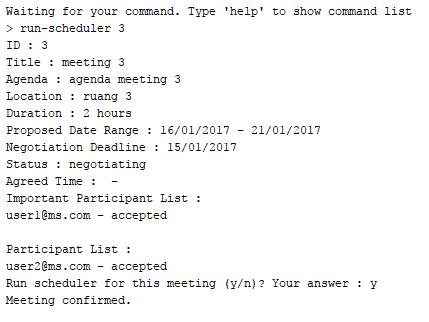 Waiting for your command. Type 'help' to show command list
> run-scheduler 3
ID : 3
Title : meeting 3
Agenda : agenda meeting 3
Location : ruang 3
Duration : 2 hours
Proposed Date Range : 16/01/2017 - 21/01/2017
Negotiation Deadline : 15/01/2017
Status : negotiating
Agreed Time :  -
Important Participant List :
user1@ms.com - accepted

Participant List :
user2@ms.com - accepted
Run scheduler for this meeting (y/n)? Your answer : y
Meeting confirmed.